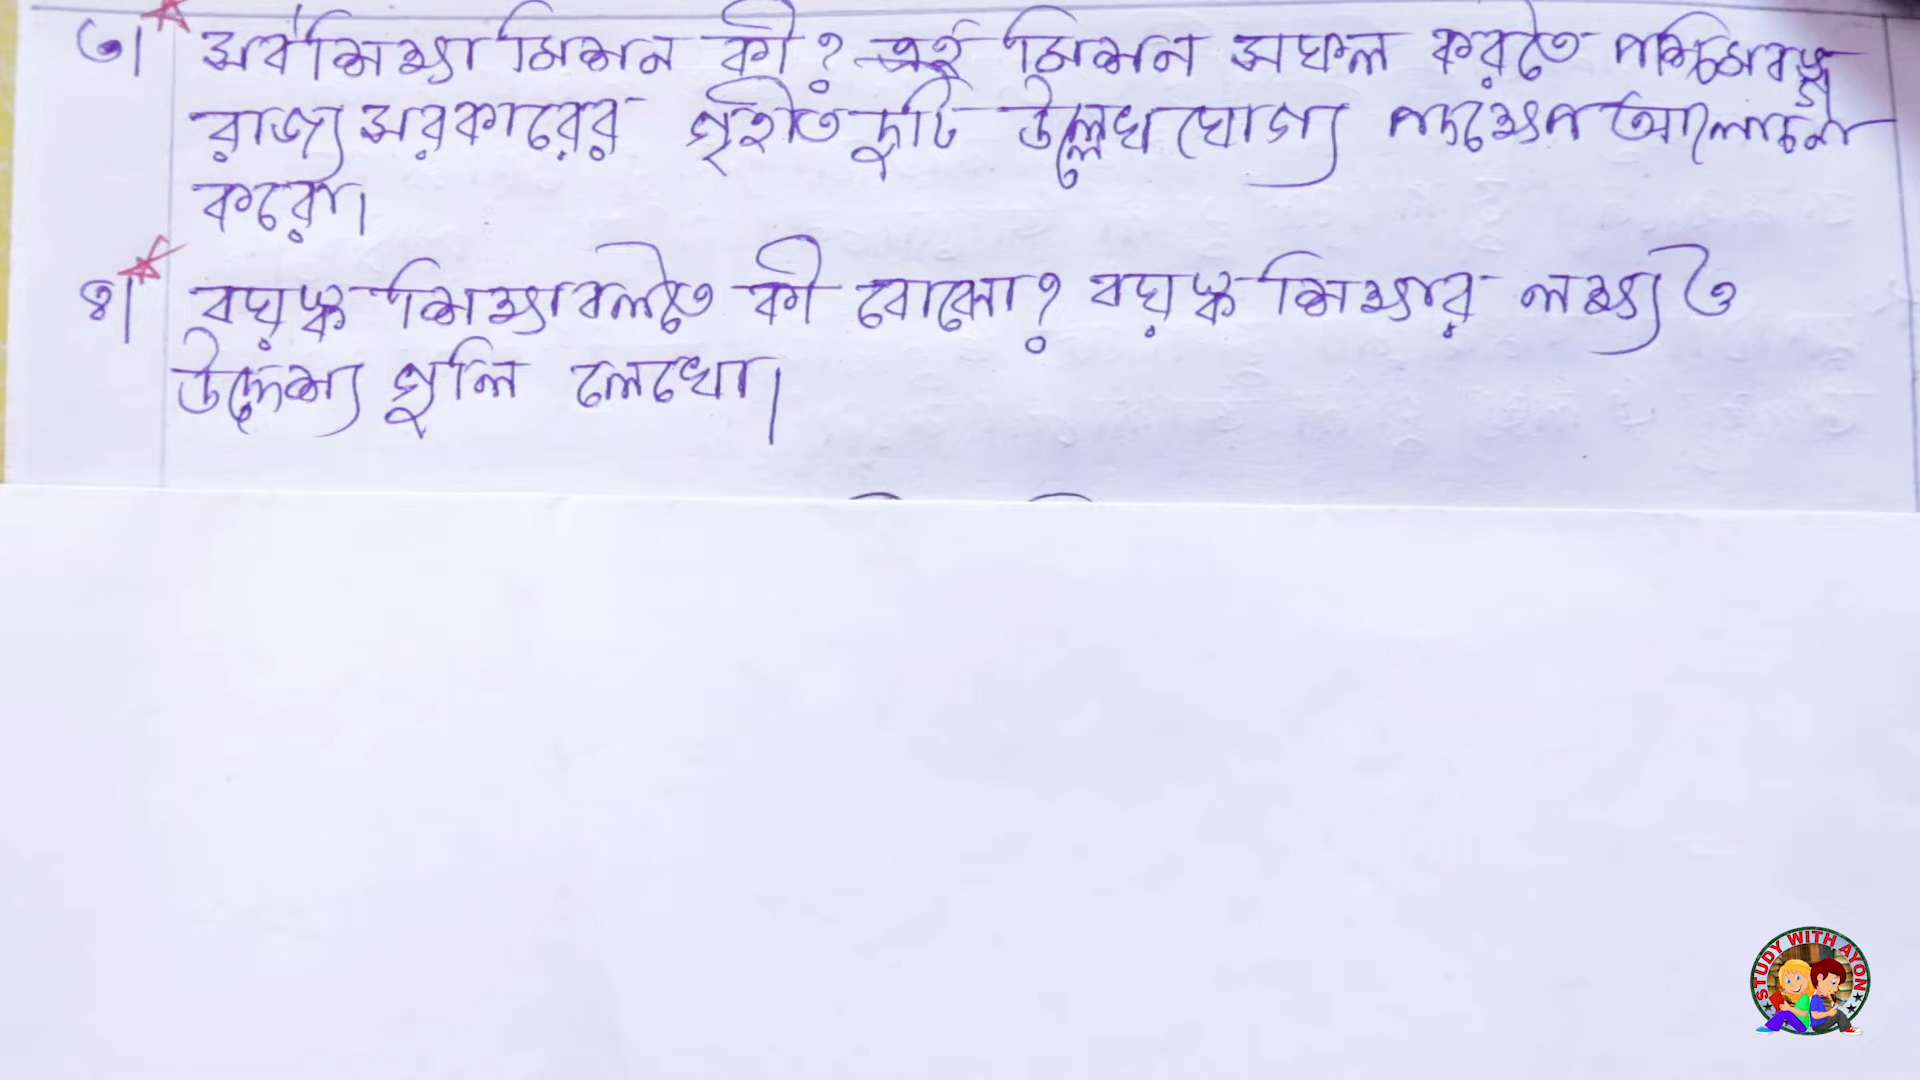 ৩। সর্বশিক্ষা মিশন কী? এই মিশন সফল করতে পশ্চিমবঙ্গ
রাজ্য সরকারের গৃহীত দুটি উল্লেখযোগ্য পদক্ষেপ আলোচনা
করো।
৪। বয়স্ক শিক্ষা বলতে কী বোঝো? বয়স্ক শিক্ষার লক্ষ্য ও
উদ্দেশ্য গুলি লেখো।
STUDY WITH AYON